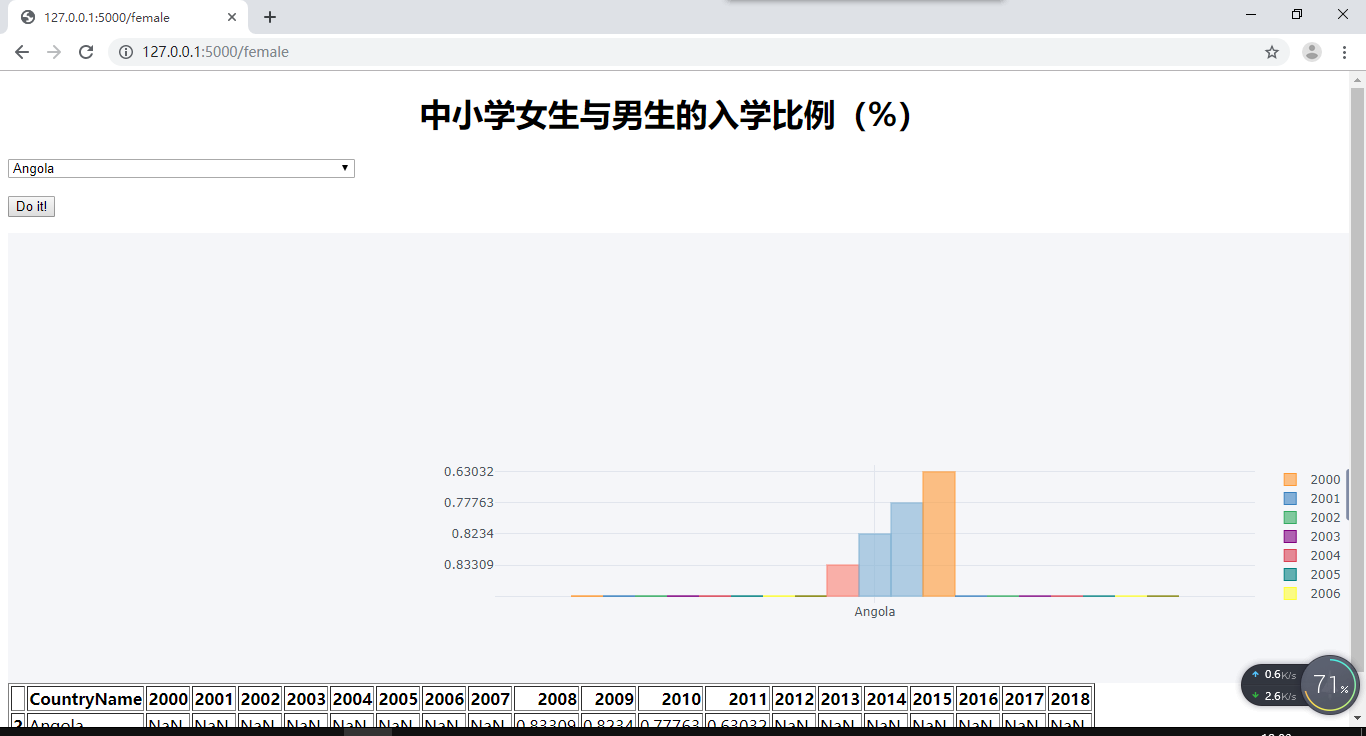 127.0.0.1:5000/female
127.0.0.1:5000/female
中小学女生与男生的入学比例（%）
Angola
Do it!
0.63032
0.77763
0.8234
0.83309
Angola
2000
2001
2002
2003
2004
2005
2006
0.6K/s
2.6K/s
71%
CountryName 2000 2001 2002 2003 2004 2005 2006 2007 2008 2009 2010 2011 2012 2013 2014 2015 2016 2017 2018
2 Angola NaN NaN NaN NaN NaN NaN NaN NaN 0.83309 0.8234 0.77763 0.63032 NaN NaN NaN NaN NaN NaN NaN